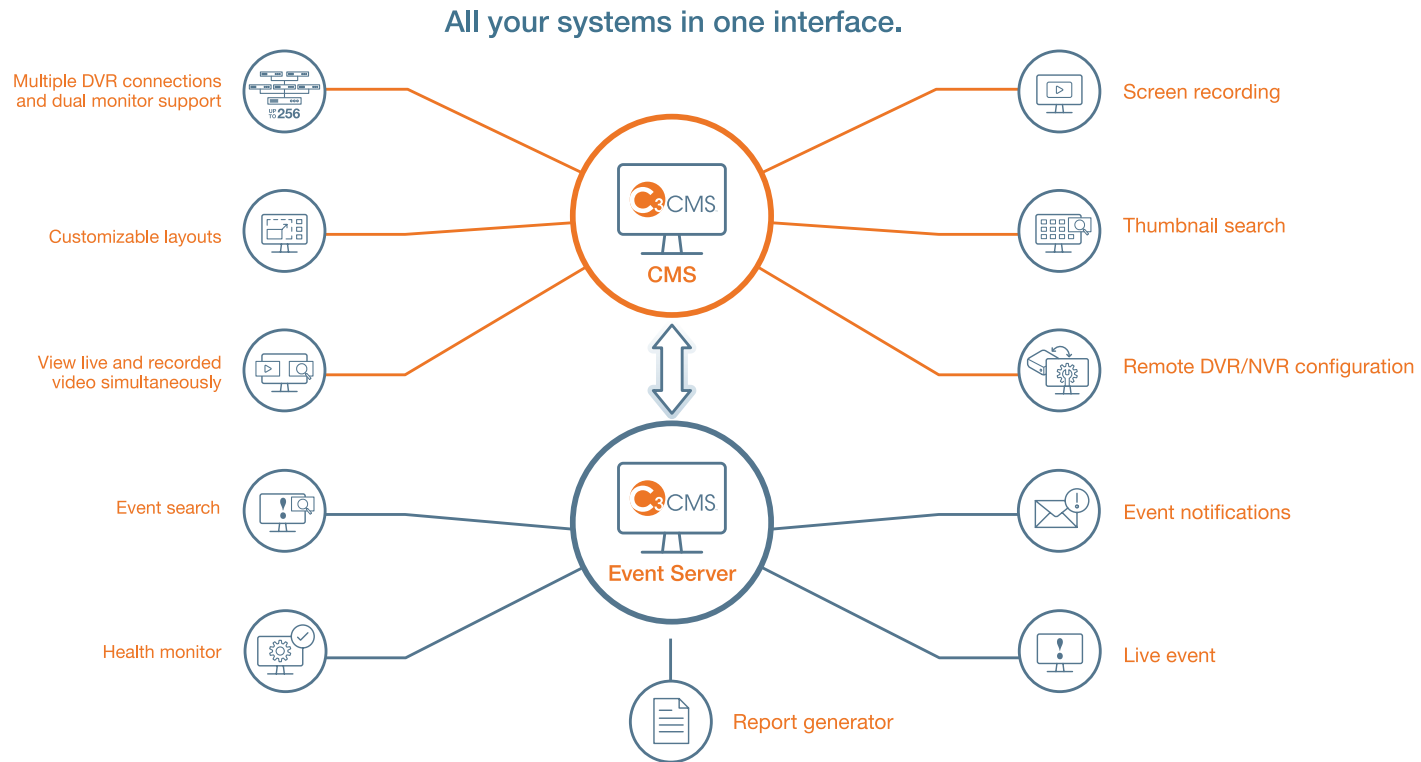 All your systems in one interface.
Multiple DVR connections
and dual monitor support
UP TO 256
Customizable layouts
View live and recorded
video simultaneously
Event search
Health monitor
C3CMS
CMS
C3CMS
Event Server
Report generator
Screen recording
Thumbnail search
Remote DVR/NVR configuration
Event notifications
Live event